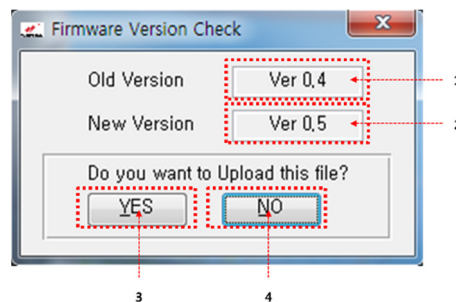 Firmware Version Check
Old Version Ver 0.4
New Version Ver 0.5
Do you want to Upload this file?
YES NO
3 4